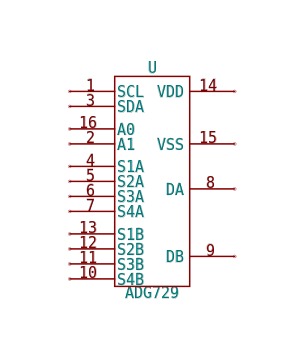 U
1 SCL VDD 14
3 SDA
16 A0
2 A1 VSS 15
4 S1A
5 S2A DA 8
6 S3A
7 S4A
13 S1B
12 S2B DB 9
11 S3B
10 S4B
ADG729